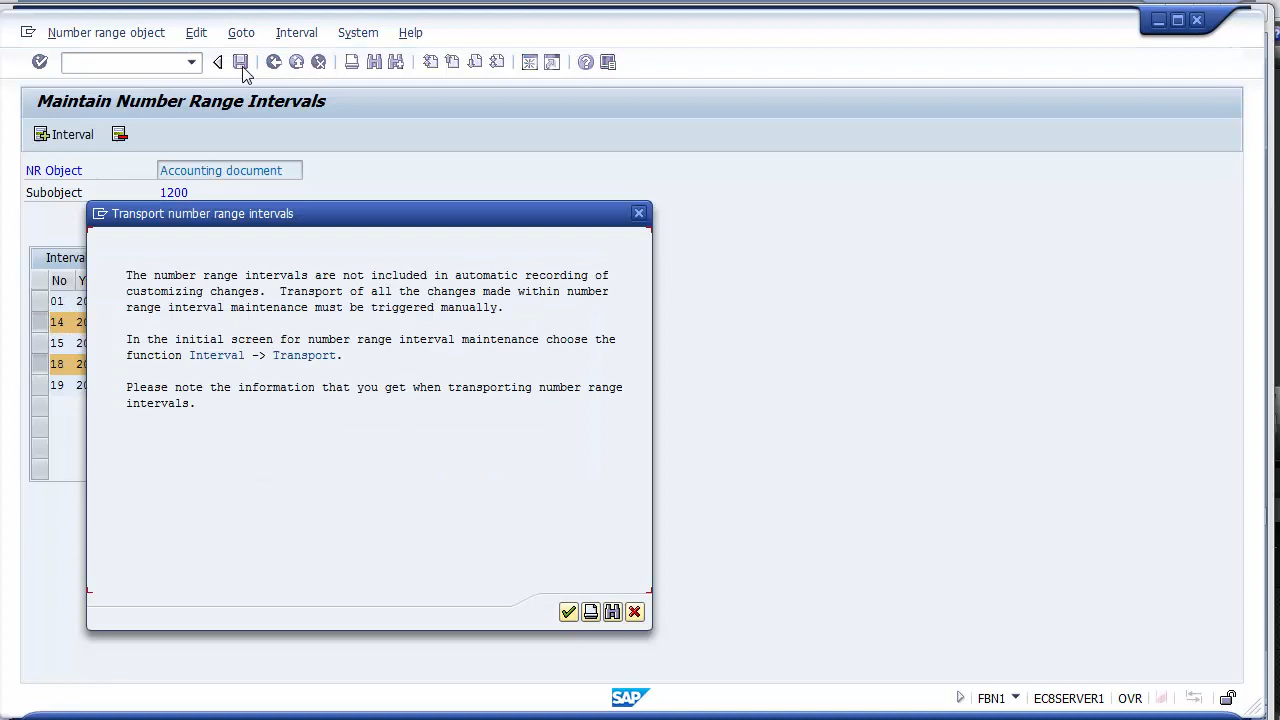 Number range object Edit Goto Interval System Help
Maintain Number Range Intervals
Interval
NR Object Accounting document
Subobject 1200
Transport number range intervals
The number range intervals are not included in automatic recording of
customizing changes. Transport of all the changes made within number
range interval maintenance must be triggered manually.
In the initial screen for number range interval maintenance choose the
function Interval -> Transport.
Please note the information that you get when transporting number range
intervals.
No
01
14
15
18
19
SAP FBN1 EC8SERVER1 OVR